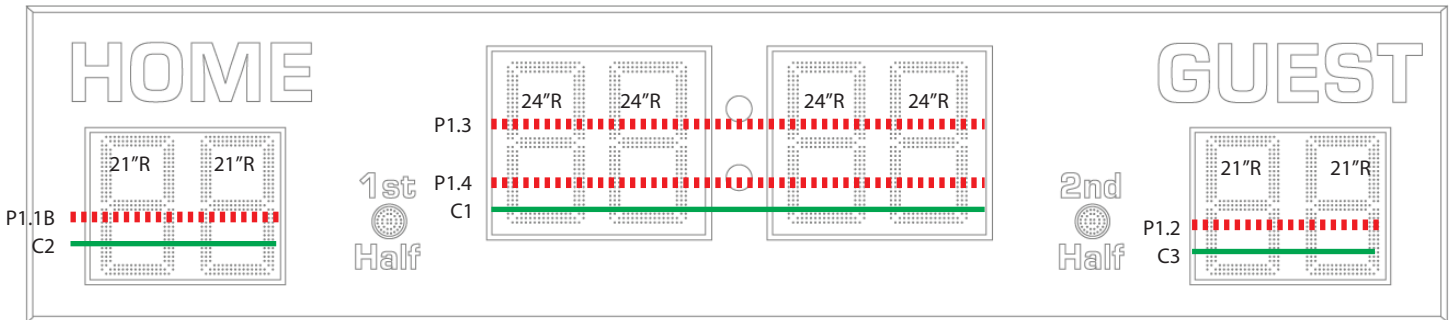 HOME
GUEST
24”R 24”R 24”R 24”R
P1.3
21”R 21”R
21”R 21”R
1st
Half
P1.4
C1
2nd
Half
P1.1B
C2
P1.2
C3